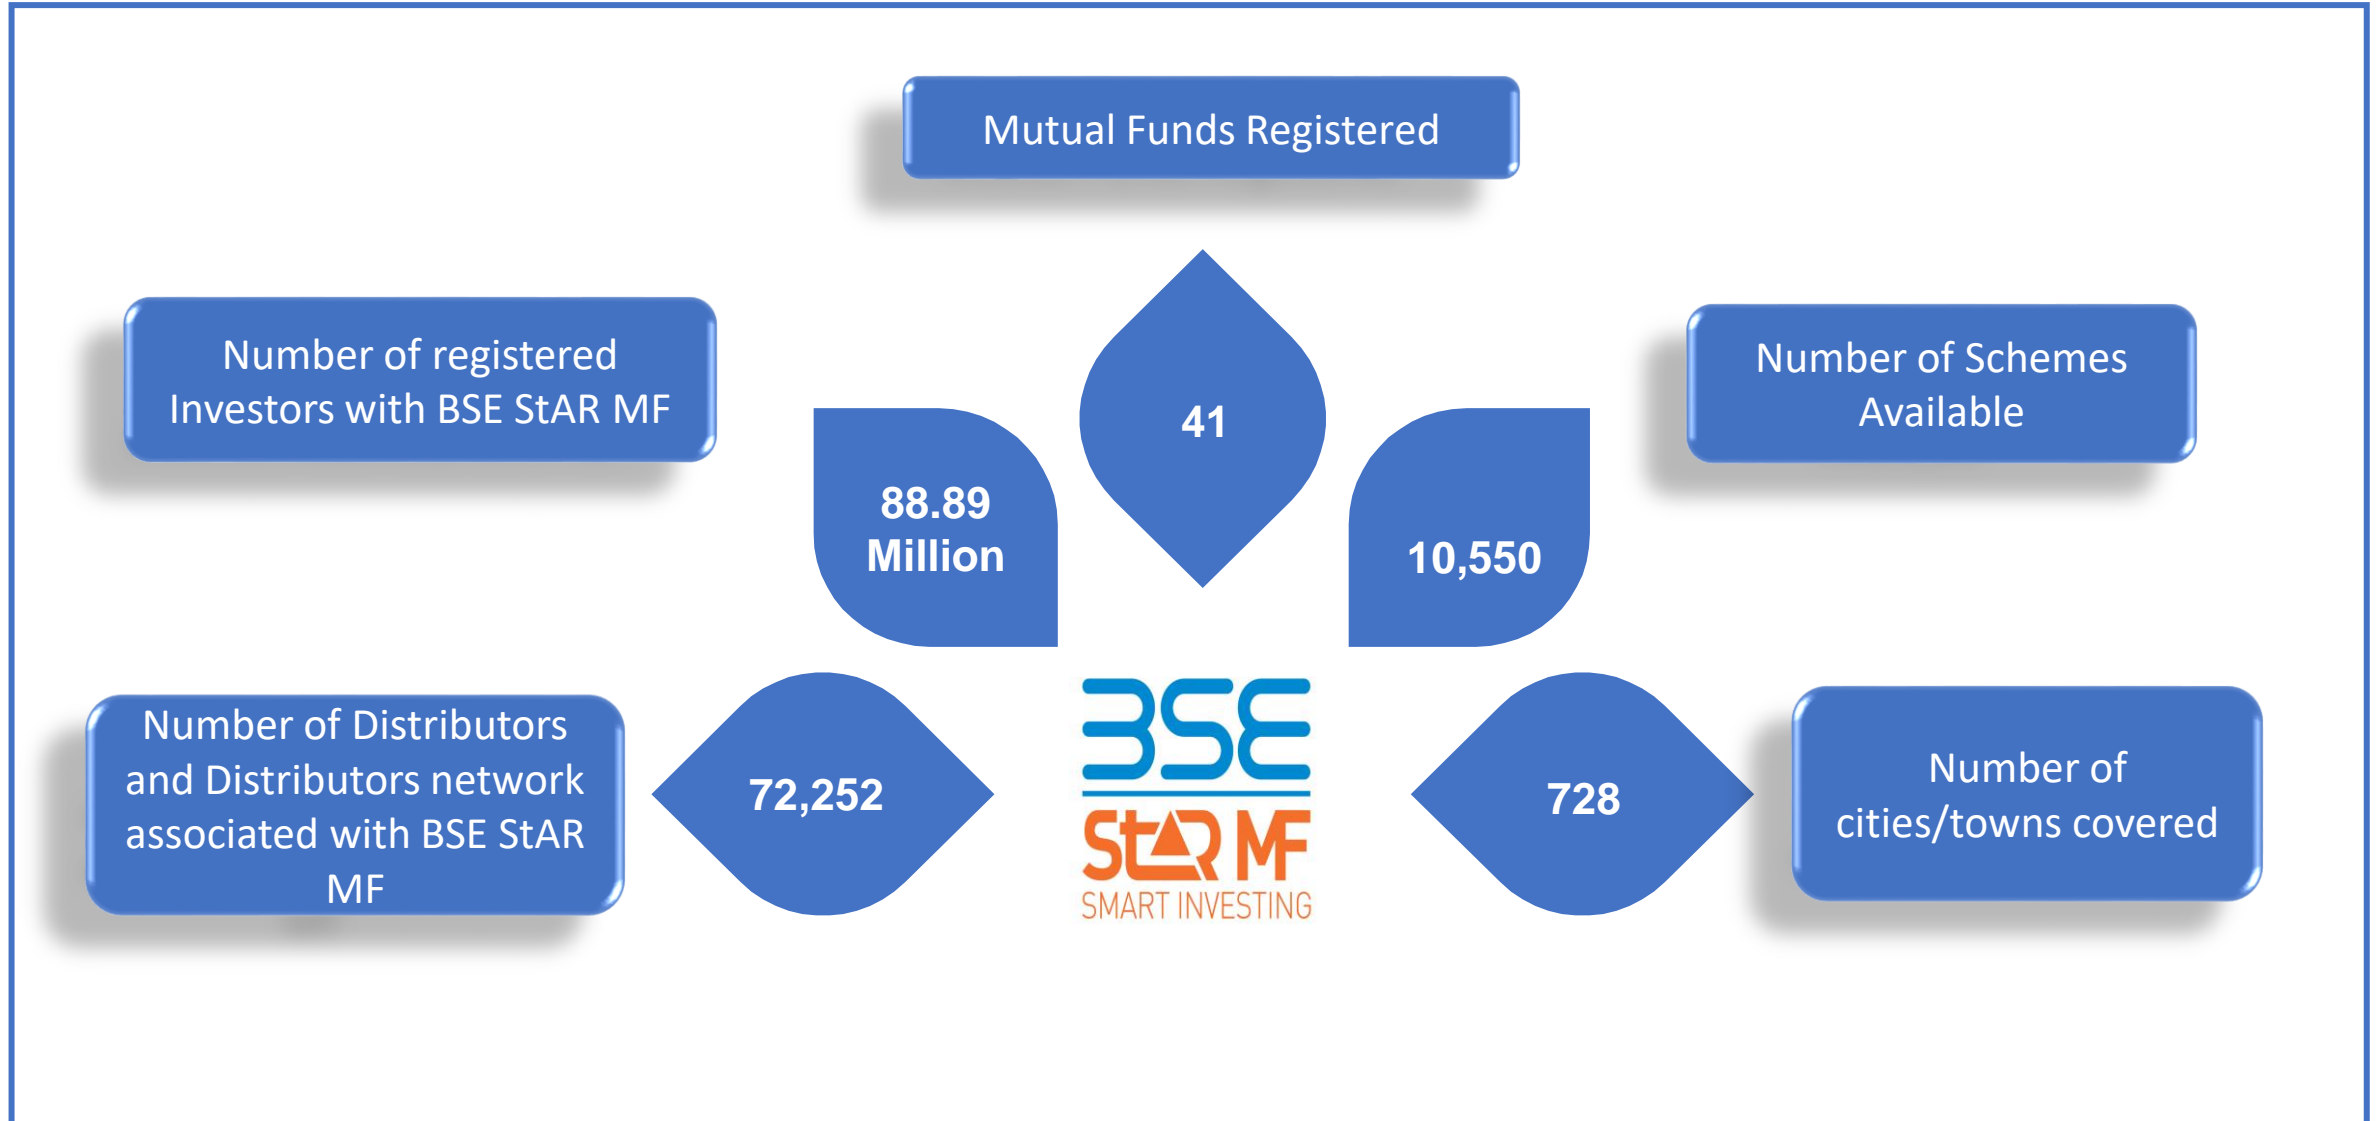 Mutual Funds Registered
Number of registered
Investors with BSE StAR MF
Number of Schemes
Available
41
88.89
Million
10,550
Number of Distributors
and Distributors network
associated with BSE StAR
MF
72,252
BSE
StAR MF
SMART INVESTING
728
Number of
cities/towns covered